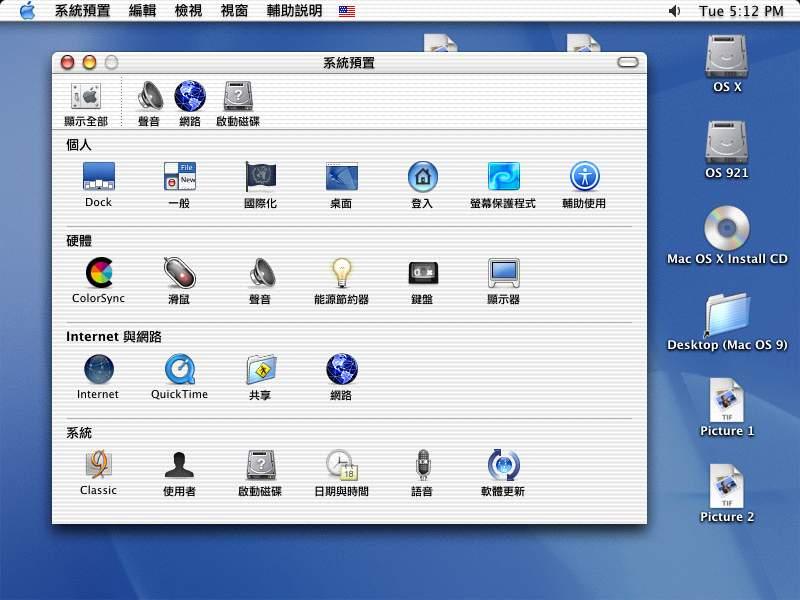 系統預置 編輯 檢視 視窗 輔助說明 Tue 5:12 PM
系統預置
顯示全部 聲音 網路 啟動磁碟
個人
Dock 一般 國際化 桌面 登入 螢幕保護程式 輔助使用
硬體
ColorSync 滑鼠 聲音 能源節約器 鍵盤 顯示器
Internet 與網路
Internet QuickTime 共享 網路
系統
Classic 使用者 啟動磁碟 日期與時間 語音 軟體更新
File
New
18
OS X
OS 921
Mac OS X Install CD
Desktop (Mac OS 9)
TIF
Picture 1
TIF
Picture 2